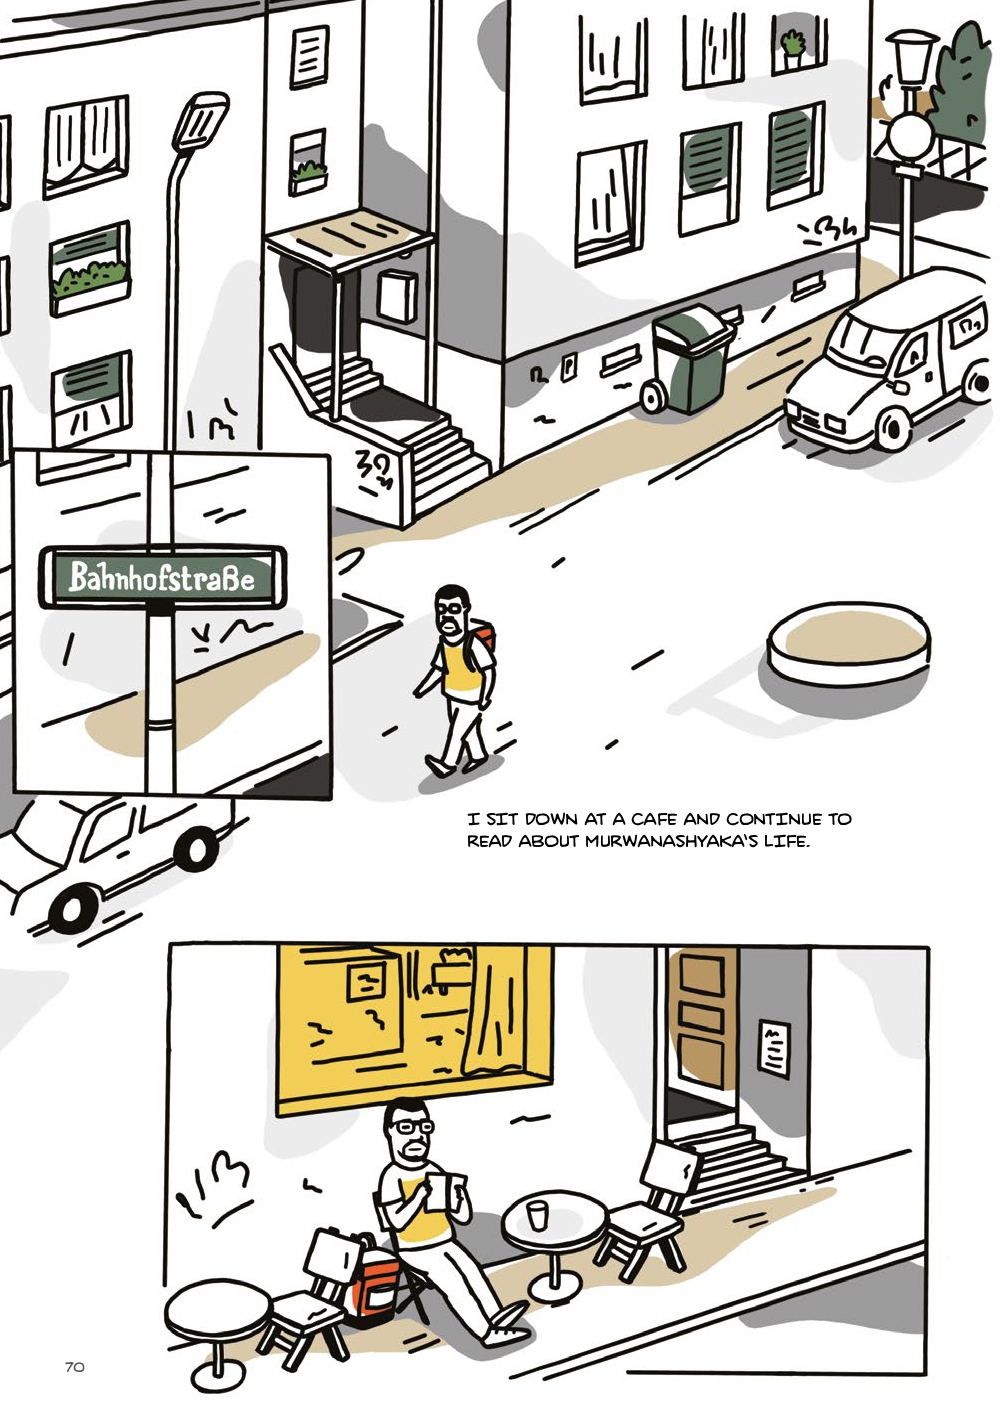 Bahnhofstraße
I SIT DOWN AT A CAFE AND CONTINUE TO
READ ABOUT MURWANASHYAKA'S LIFE.
70